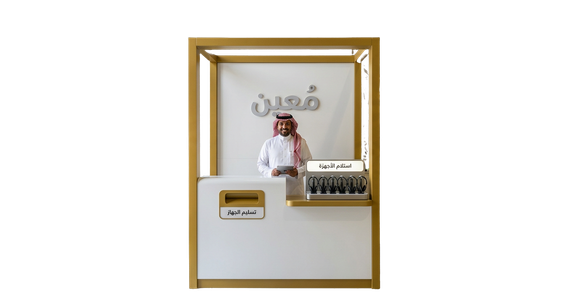 مُعين
استلام الأجهزة
تسليم الجهاز